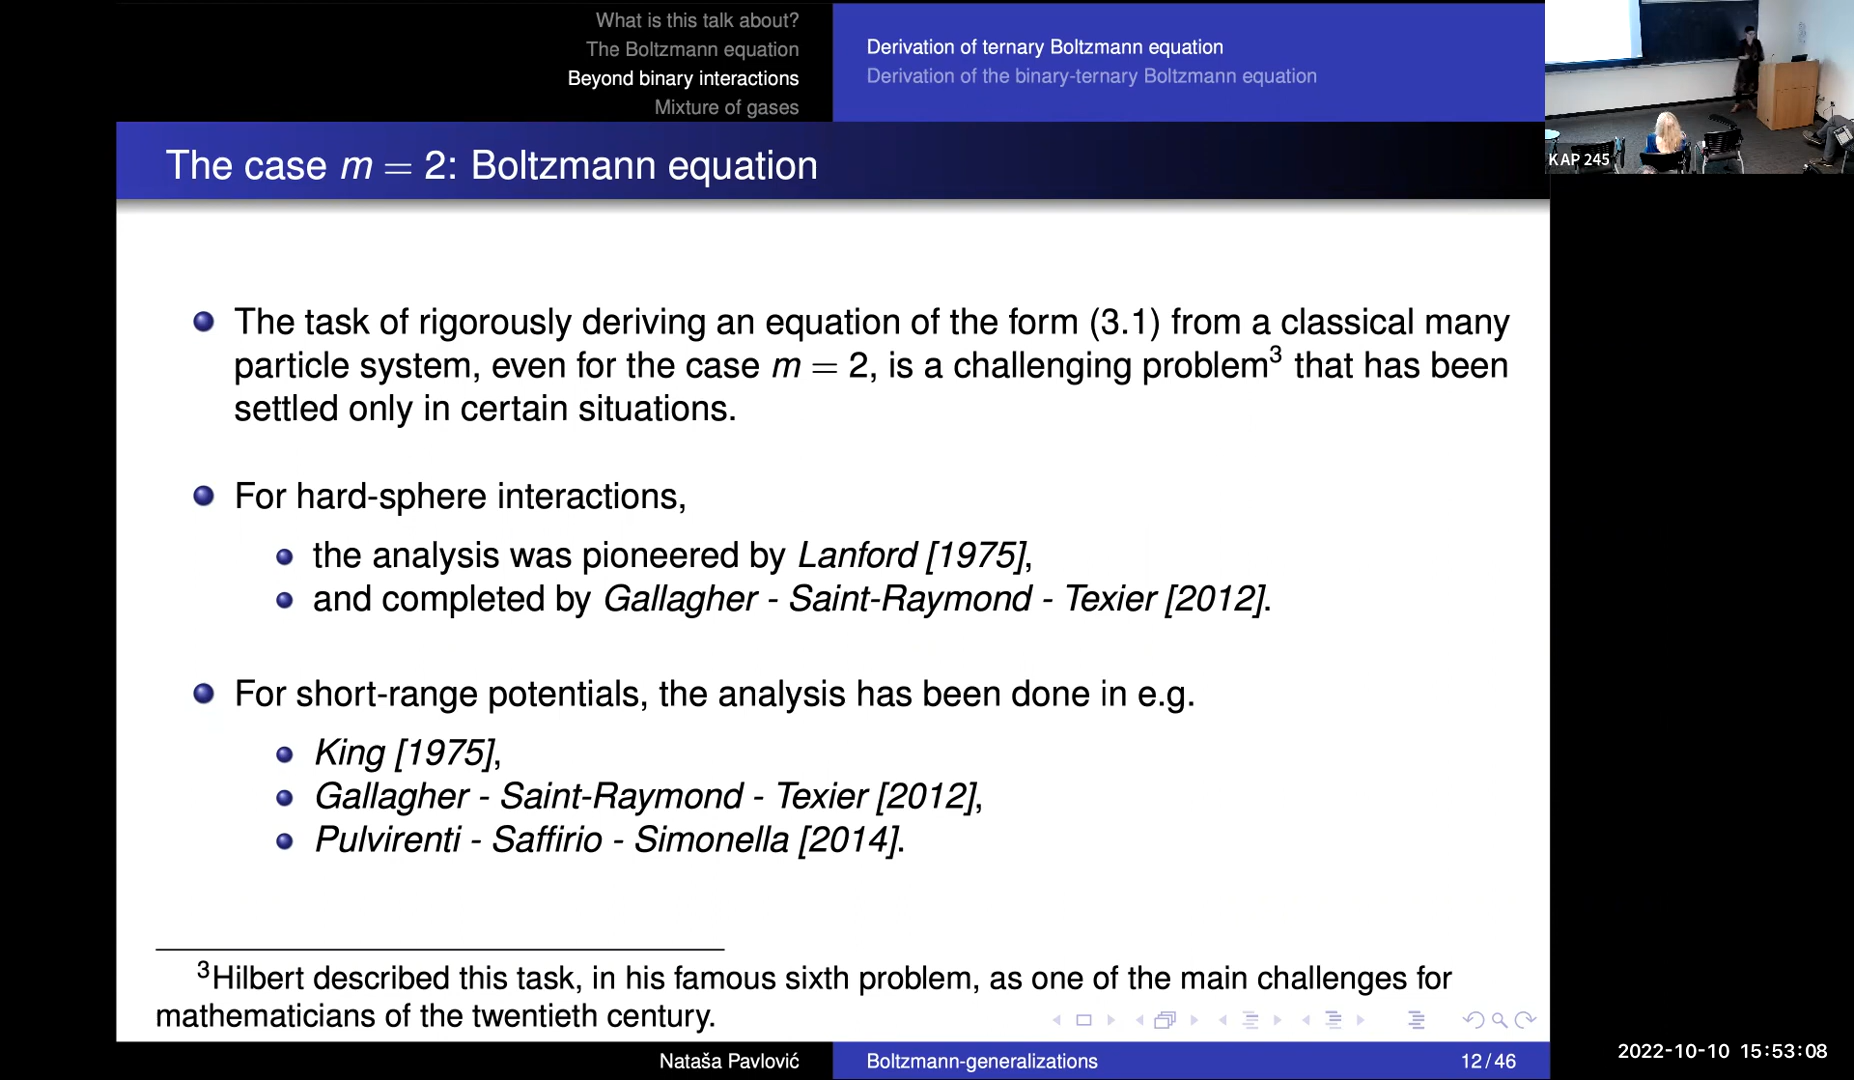 What is this talk about?
The Boltzmann equation
Beyond binary interactions
Mixture of gases
Derivation of ternary Boltzmann equation
Derivation of the binary-ternary Boltzmann equation
KAP 245
The case m = 2: Boltzmann equation
The task of rigorously deriving an equation of the form (3.1) from a classical many
particle system, even for the case m = 2, is a challenging problem³ that has been
settled only in certain situations.
For hard-sphere interactions,
the analysis was pioneered by Lanford [1975],
and completed by Gallagher - Saint-Raymond - Texier [2012].
For short-range potentials, the analysis has been done in e.g.
King [1975],
Gallagher - Saint-Raymond - Texier [2012],
Pulvirenti - Saffirio - Simonella [2014].
³Hilbert described this task, in his famous sixth problem, as one of the main challenges for
mathematicians of the twentieth century.
Nataša Pavlović
Boltzmann-generalizations
12/46
2022-10-10 15:53:08